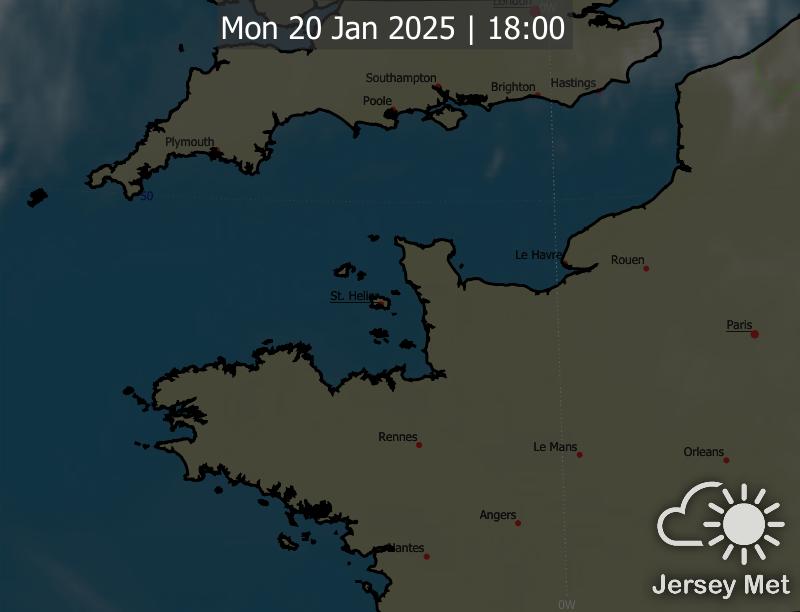 London
0W
Mon 20 Jan 2025 | 18:00
Southampton
Brighton
Hastings
Poole
Plymouth
50
Le Havre
Rouen
St. Helier
Paris
Rennes
Le Mans
Orleans
Angers
Nantes
Jersey Met
0W